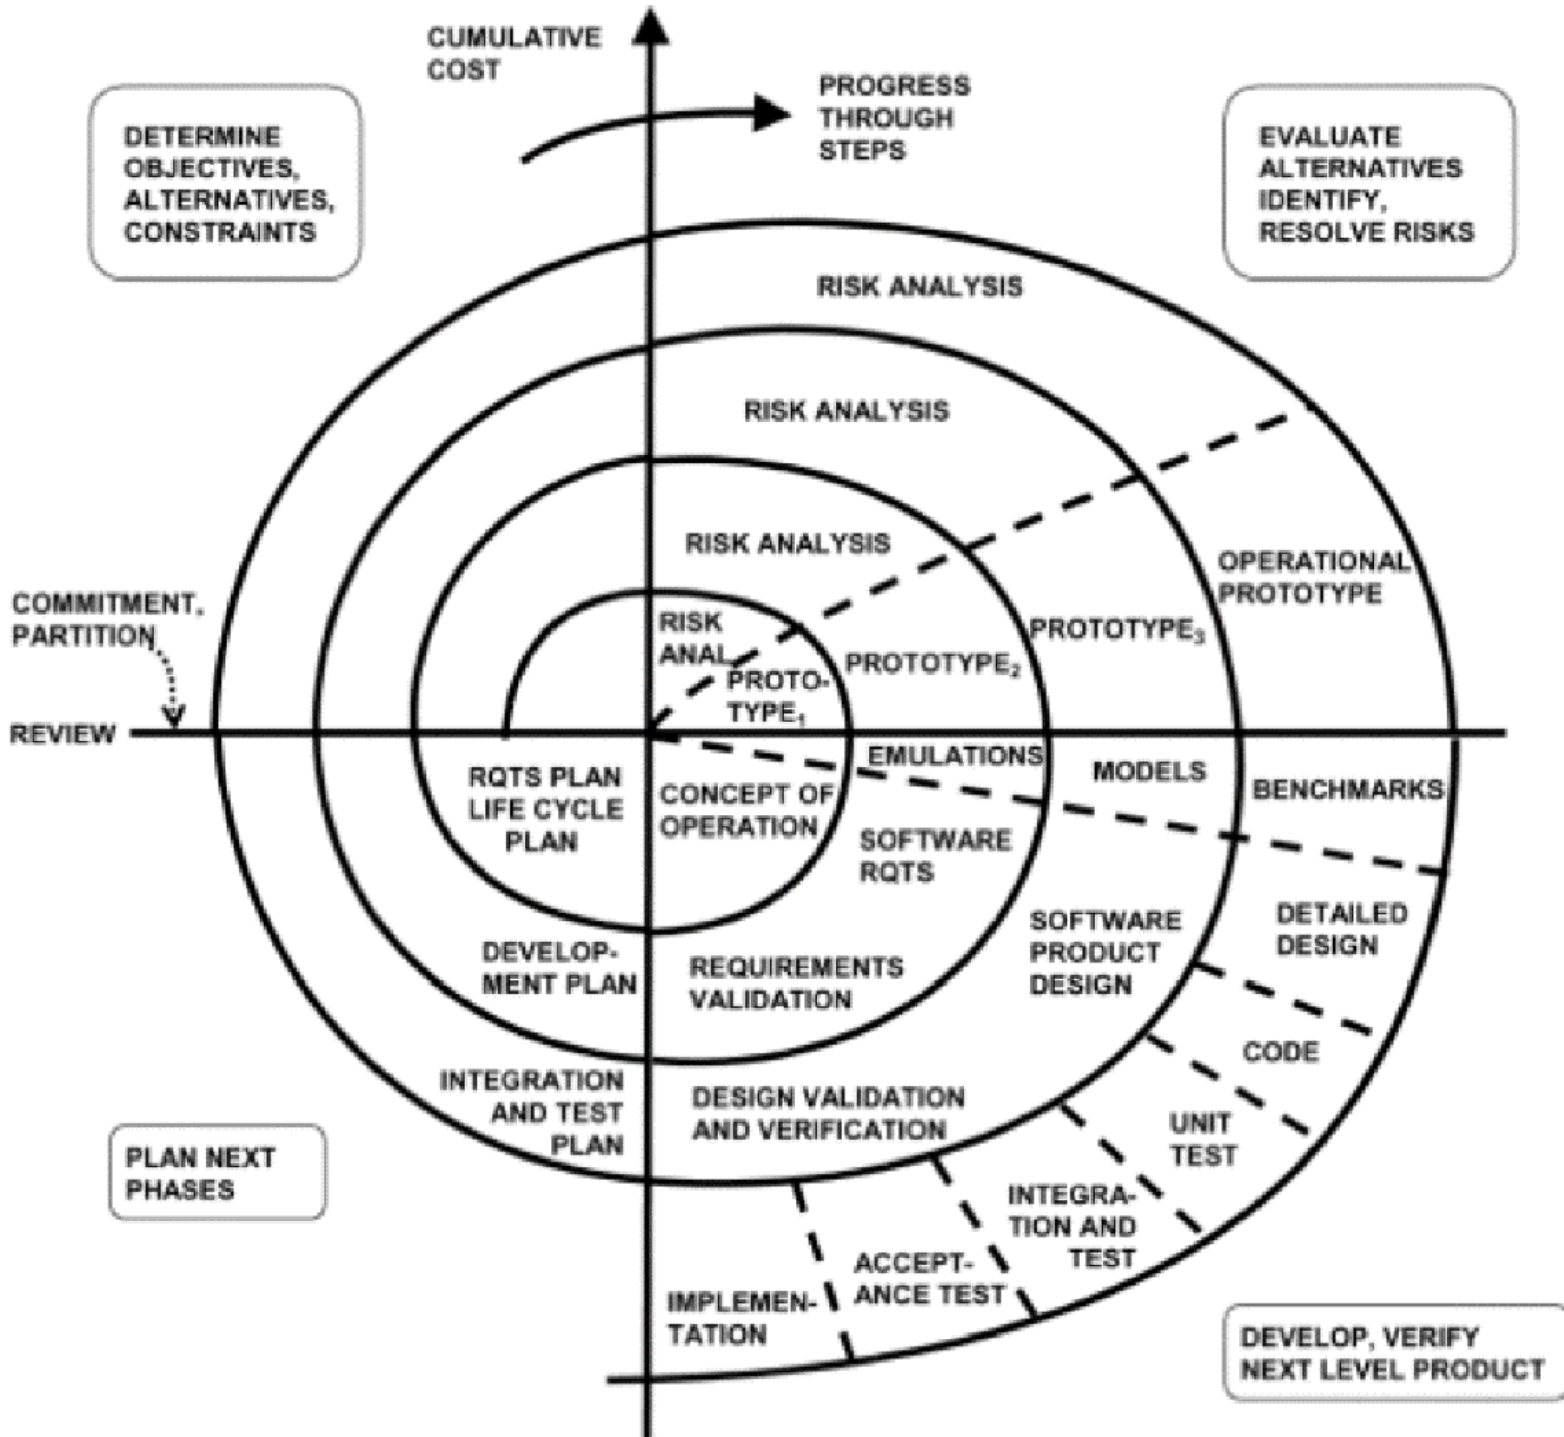 CUMULATIVE
COST
PROGRESS
THROUGH
STEPS
DETERMINE
OBJECTIVES,
ALTERNATIVES,
CONSTRAINTS
EVALUATE
ALTERNATIVES
IDENTIFY,
RESOLVE RISKS
RISK ANALYSIS
RISK ANALYSIS
RISK ANALYSIS
RISK
ANAL.
OPERATIONAL
PROTOTYPE
PROTOTYPE₃
PROTOTYPE₂
PROTO-
TYPE₁
COMMITMENT,
PARTITION
REVIEW
EMULATIONS
MODELS
BENCHMARKS
RQTS PLAN
LIFE CYCLE
PLAN
CONCEPT OF
OPERATION
SOFTWARE
RQTS
SOFTWARE
PRODUCT
DESIGN
DETAILED
DESIGN
DEVELOP-
MENT PLAN
REQUIREMENTS
VALIDATION
CODE
INTEGRATION
AND TEST
PLAN
DESIGN VALIDATION
AND VERIFICATION
UNIT
TEST
PLAN NEXT
PHASES
INTEGRA-
TION AND
TEST
ACCEPT-
ANCE TEST
IMPLEMEN-
TATION
DEVELOP, VERIFY
NEXT LEVEL PRODUCT